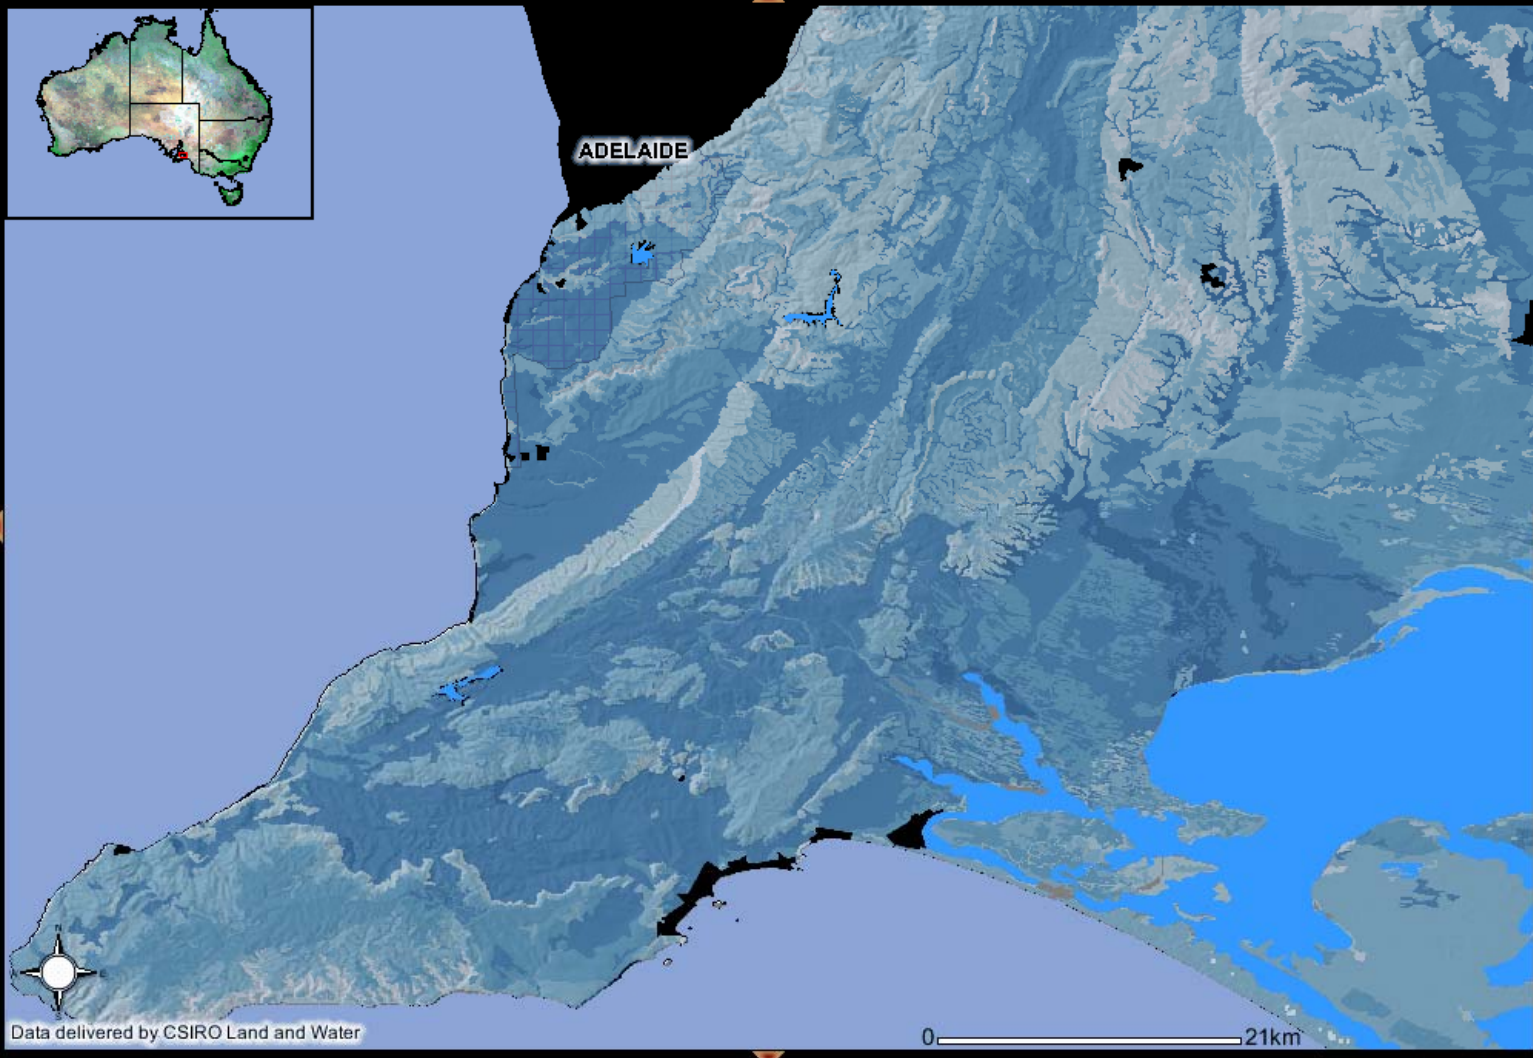 ADELAIDE
N
E
S
Data delivered by CSIRO Land and Water
0 21km